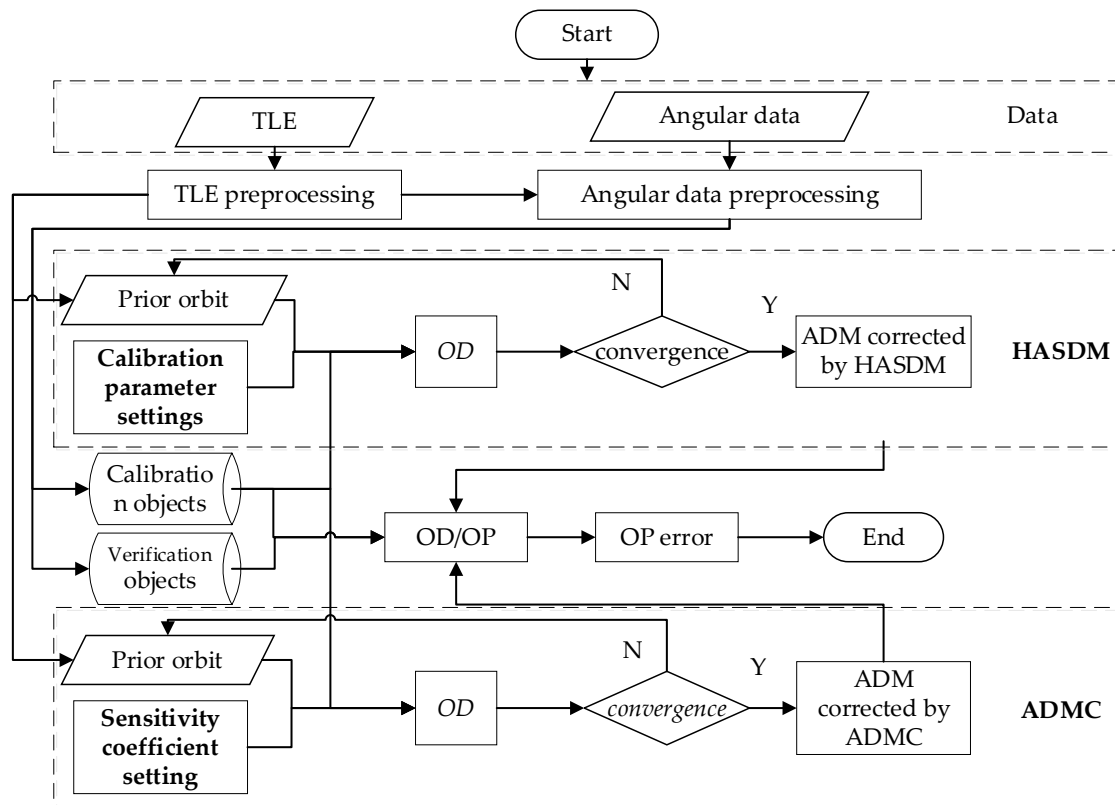 Start
TLE
Angular data
Data
TLE preprocessing
Angular data preprocessing
N
Y
Prior orbit
Calibration
parameter
settings
OD
convergence
ADM corrected
by HASDM
HASDM
Calibratio
n objects
Verification
objects
OD/OP
OP error
End
Prior orbit
N
Y
Sensitivity
coefficient
setting
OD
convergence
ADM
corrected by
ADMC
ADMC